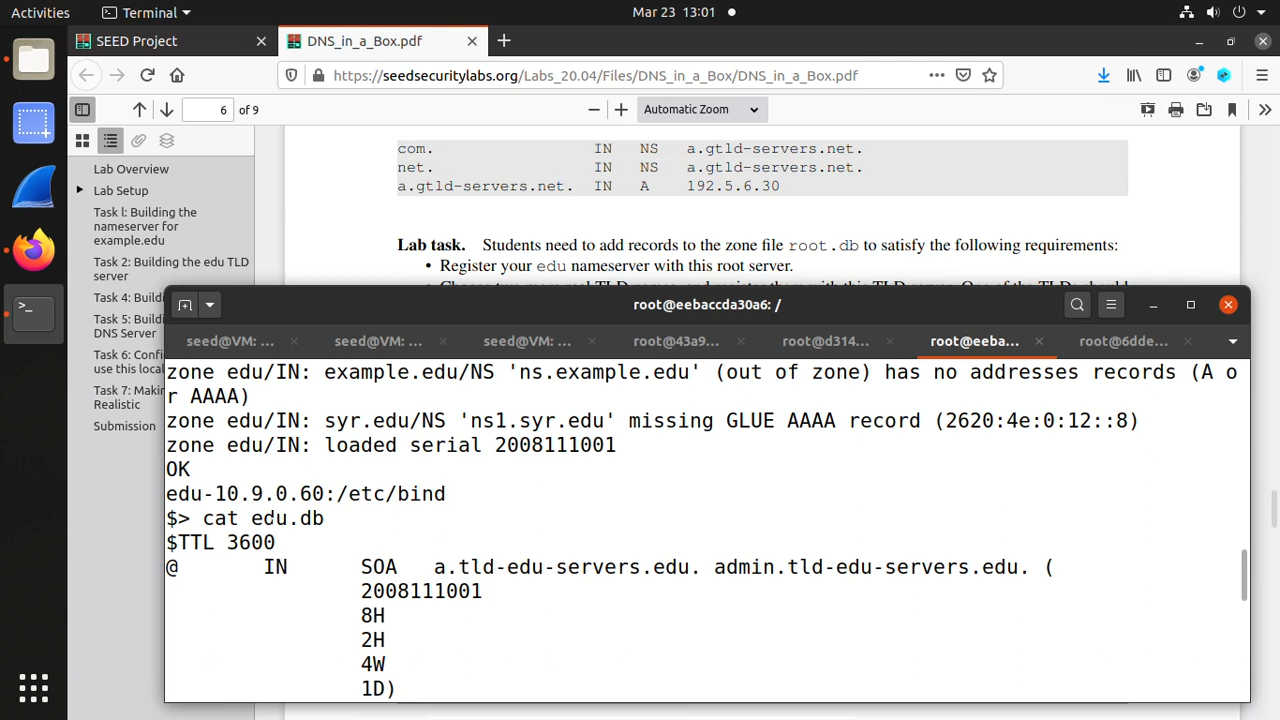 Activities Terminal Mar 23 13:01
SEED Project DNS_in_a_Box.pdf
https://seedsecuritylabs.org/Labs_20.04/Files/DNS_in_a_Box/DNS_in_a_Box.pdf
6 of 9 Automatic Zoom
Lab Overview
Lab Setup
Task l: Building the
nameserver for
example.edu
Task 2: Building the edu TLD
server
Task 4: Buildi
Task 5: Buildi
DNS Server
Task 6: Confi
use this local
Task 7: Makin
Realistic
Submission
com. IN NS a.gtld-servers.net.
net. IN NS a.gtld-servers.net.
a.gtld-servers.net. IN A 192.5.6.30
Lab task. Students need to add records to the zone file root.db to satisfy the following requirements:
• Register your edu nameserver with this root server.
root@eebaccda30a6: /
seed@VM: ... seed@VM: ... seed@VM: ... root@43a9... root@d314... root@eeba... root@6dde...
zone edu/IN: example.edu/NS 'ns.example.edu' (out of zone) has no addresses records (A o
r AAAA)
zone edu/IN: syr.edu/NS 'ns1.syr.edu' missing GLUE AAAA record (2620:4e:0:12::8)
zone edu/IN: loaded serial 2008111001
OK
edu-10.9.0.60:/etc/bind
$> cat edu.db
$TTL 3600
@ IN SOA a.tld-edu-servers.edu. admin.tld-edu-servers.edu. (
2008111001
8H
2H
4W
1D)